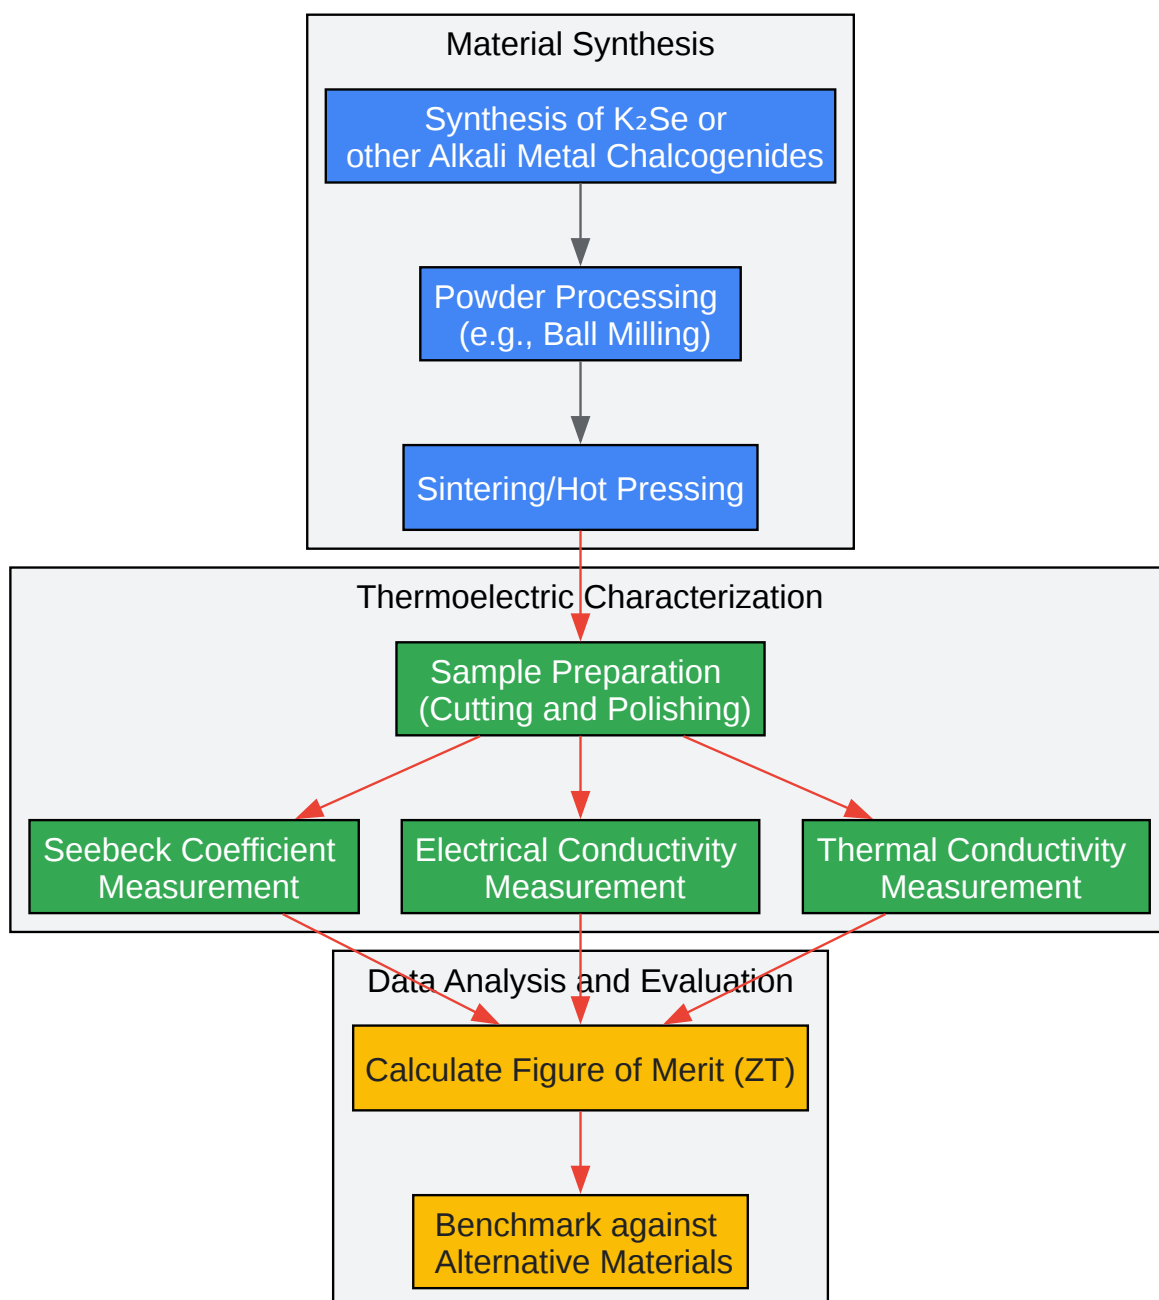 Material Synthesis
Synthesis of K₂Se or
other Alkali Metal Chalcogenides
Powder Processing
(e.g., Ball Milling)
Sintering/Hot Pressing
Thermoelectric Characterization
Sample Preparation
(Cutting and Polishing)
Seebeck Coefficient
Measurement
Electrical Conductivity
Measurement
Thermal Conductivity
Measurement
Data Analysis and Evaluation
Calculate Figure of Merit (ZT)
Benchmark against
Alternative Materials